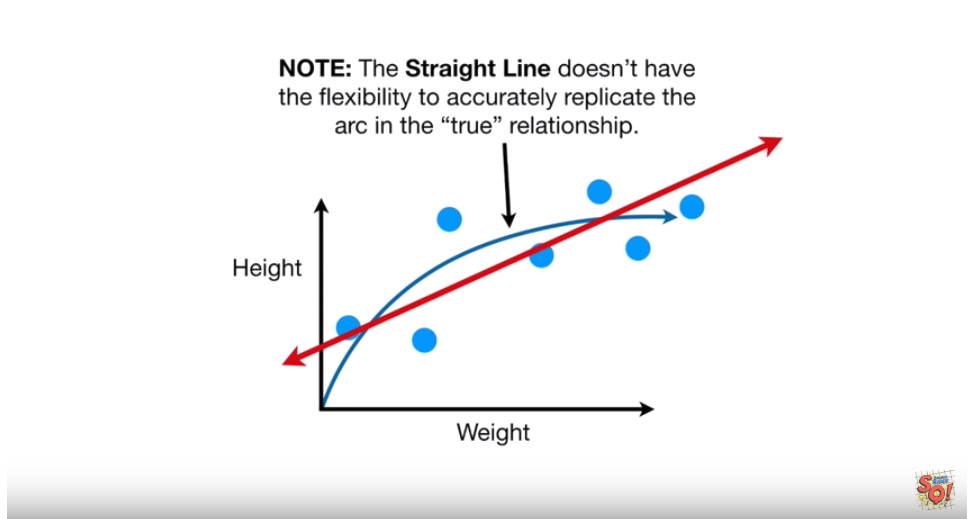 NOTE: The Straight Line doesn’t have
the flexibility to accurately replicate the
arc in the “true” relationship.
Height
Weight
SQ!